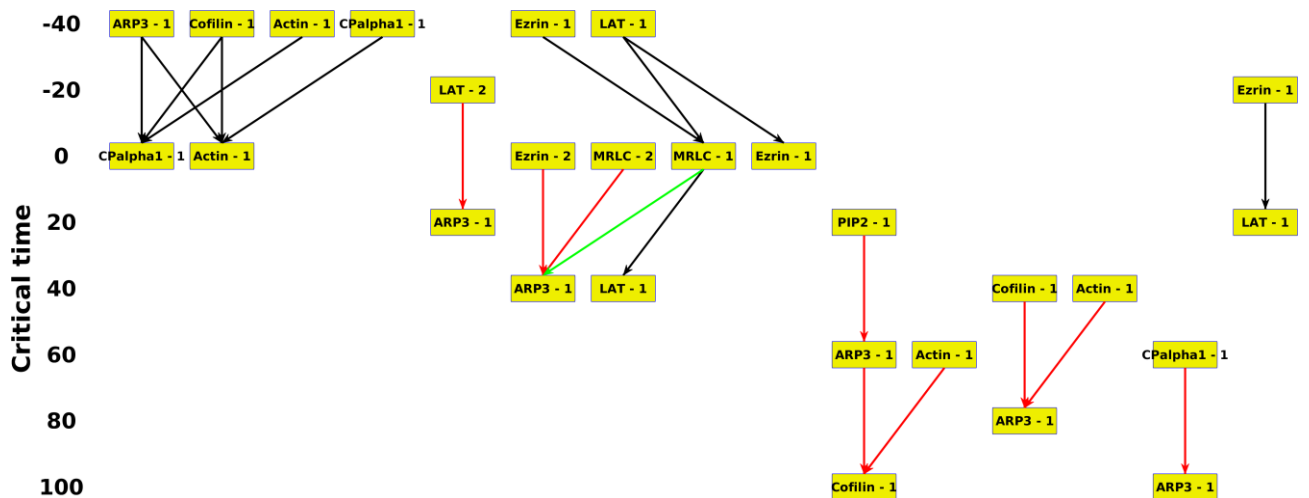 -40
ARP3 - 1
Cofilin - 1
Actin - 1
CPalpha1 - 1
Ezrin - 1
LAT - 1
-20
LAT - 2
Ezrin - 1
0
CPalpha1 - 1
Actin - 1
Ezrin - 2
MRLC - 2
MRLC - 1
Ezrin - 1
20
ARP3 - 1
PIP2 - 1
LAT - 1
Critical time
40
ARP3 - 1
LAT - 1
Cofilin - 1
Actin - 1
60
ARP3 - 1
Actin - 1
CPalpha1 - 1
80
ARP3 - 1
100
Cofilin - 1
ARP3 - 1